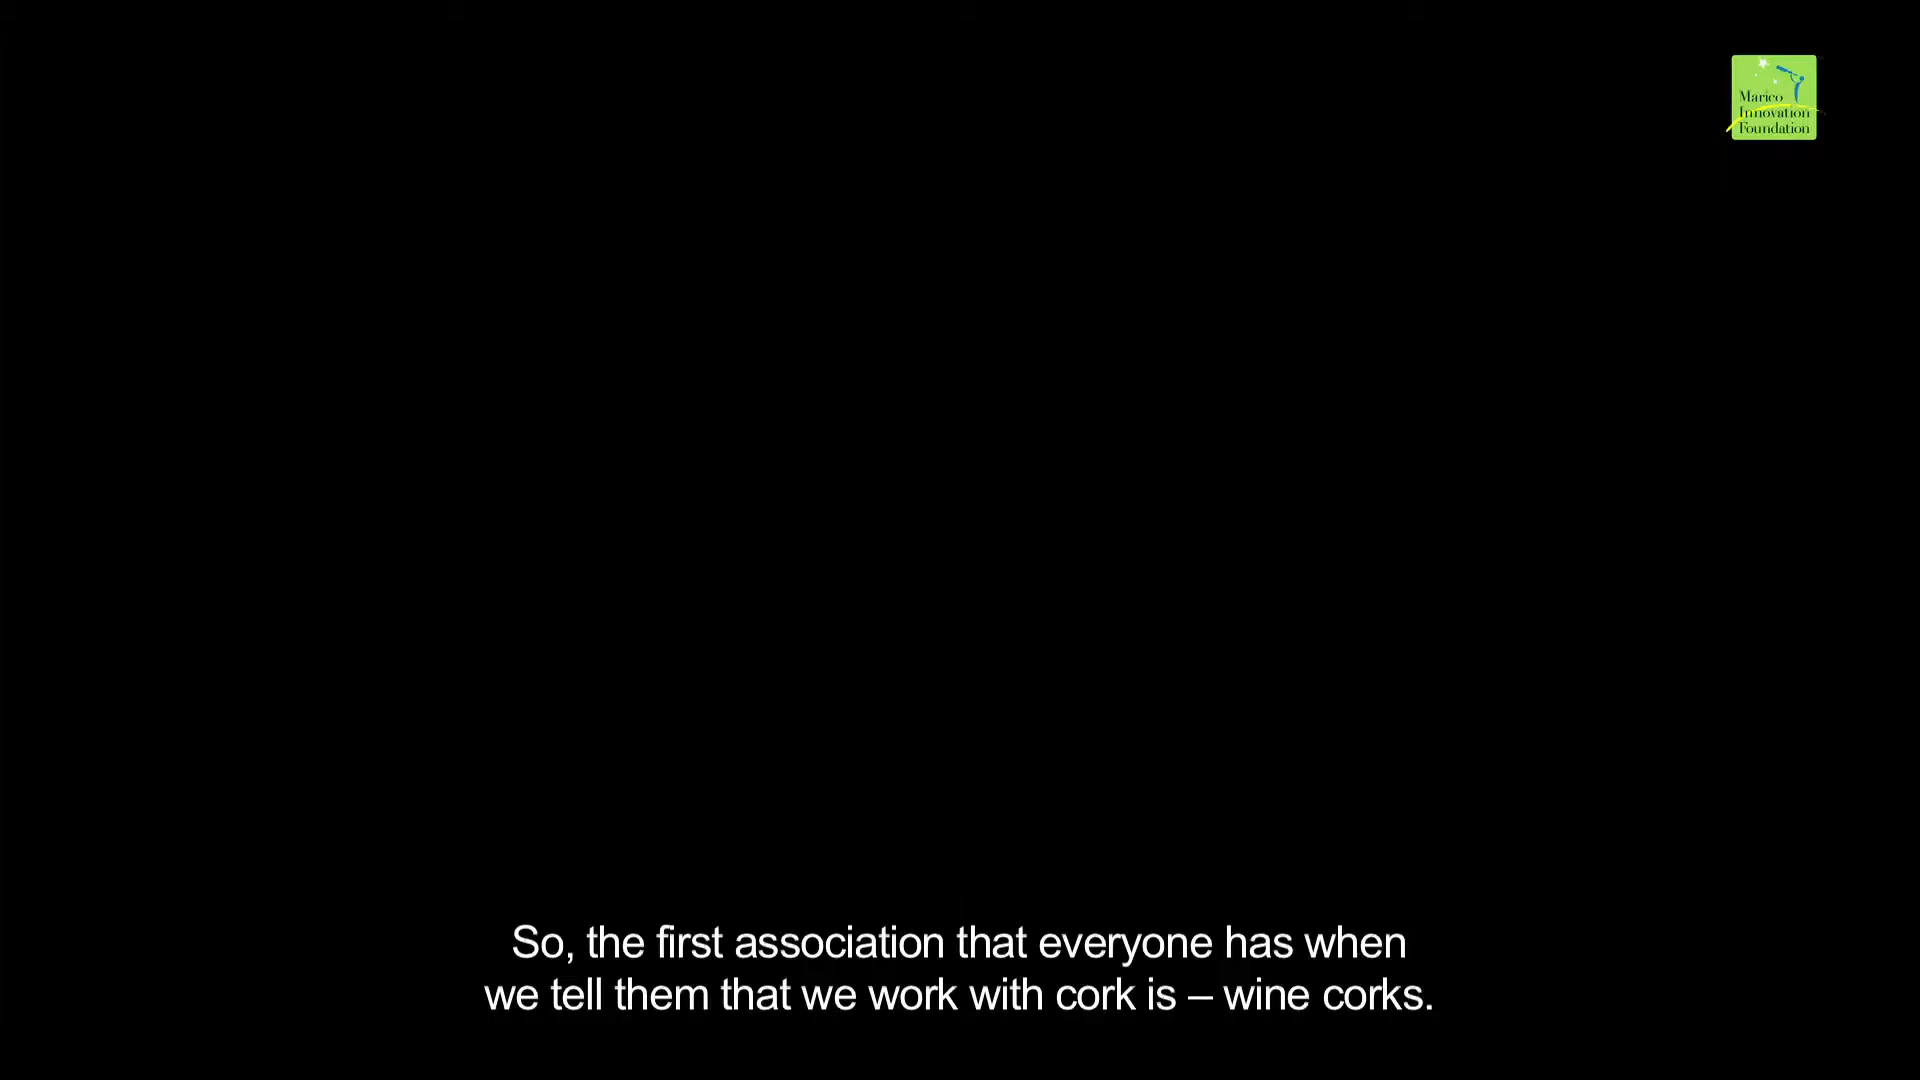 Marico
Innovation
Foundation
So, the first association that everyone has when
we tell them that we work with cork is – wine corks.